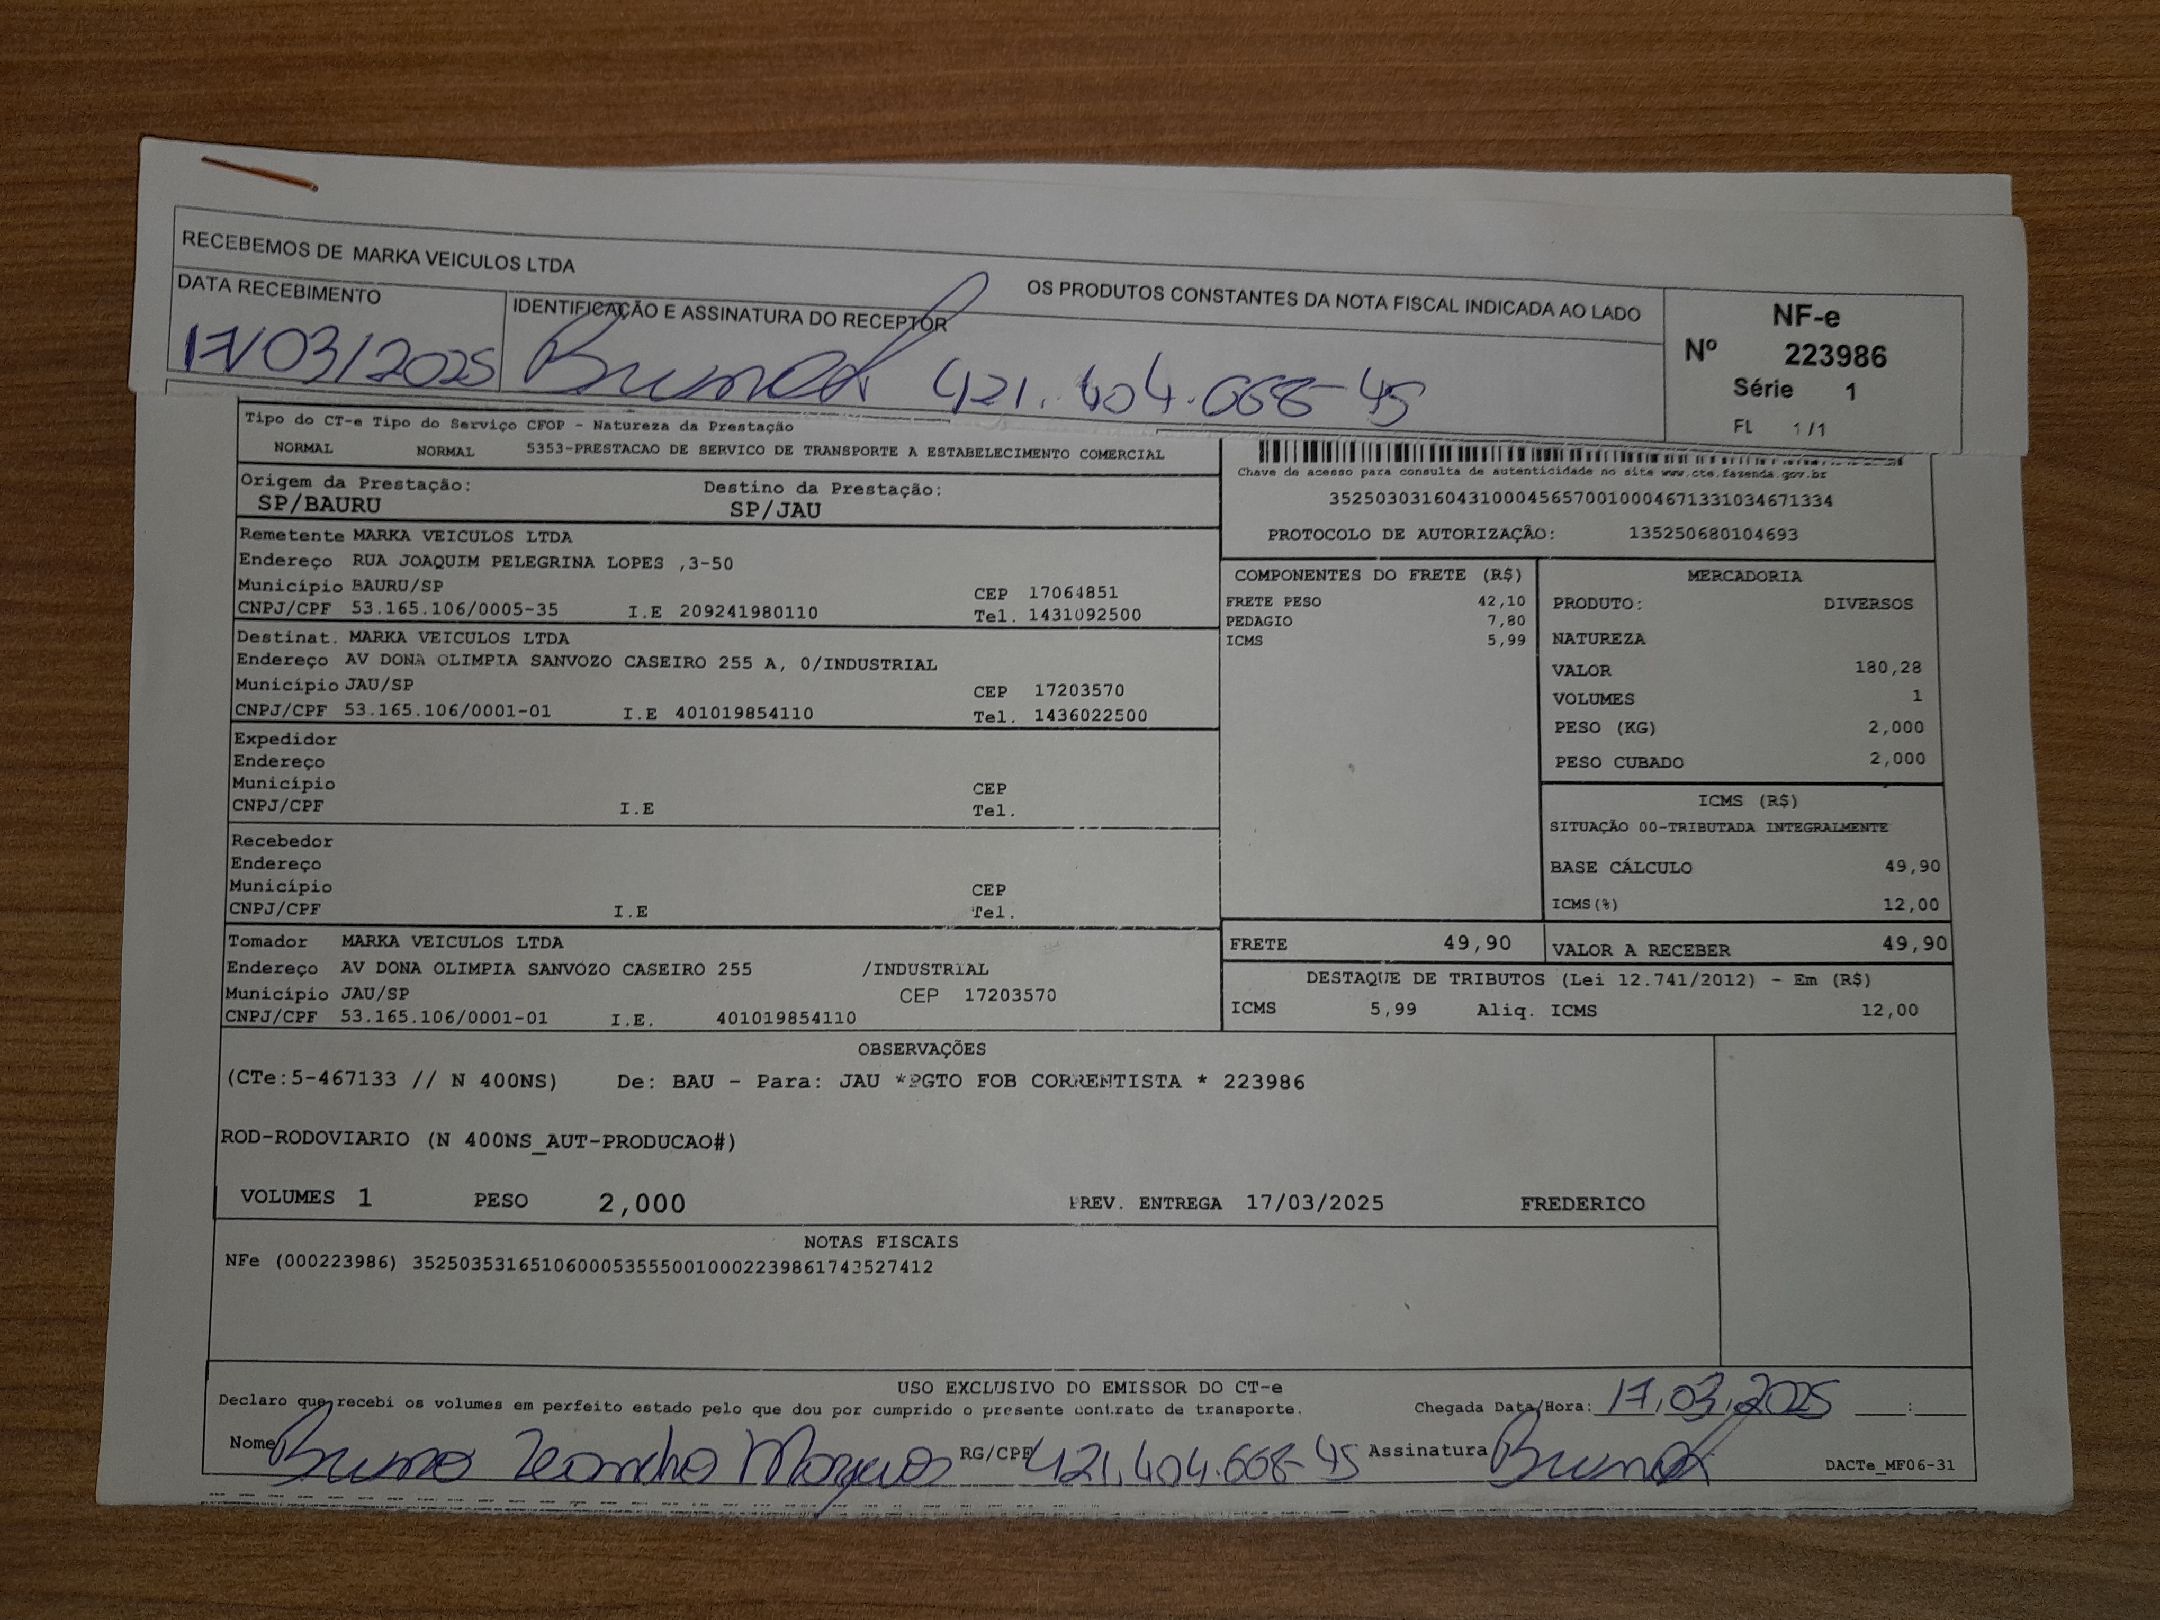 RECEBEMOS DE MARKA VEICULOS LTDA OS PRODUTOS CONSTANTES DA NOTA FISCAL INDICADA AO LADO
DATA RECEBIMENTO IDENTIFICAÇÃO E ASSINATURA DO RECEPTOR
17/03/2025 421.404.668-45
NF-e
Nº 223986
Série 1
FL 1/1
Tipo do CT-e Tipo do Serviço CFOP - Natureza da Prestação
NORMAL NORMAL 5353-PRESTACAO DE SERVICO DE TRANSPORTE A ESTABELECIMENTO COMERCIAL
Chave de acesso para consulta de autenticidade no site www.cte.fazenda.gov.br
35250303160431000456570010004671331034671334
PROTOCOLO DE AUTORIZAÇÃO: 135250680104693
Origem da Prestação: Destino da Prestação:
SP/BAURU SP/JAU
Remetente MARKA VEICULOS LTDA
Endereço RUA JOAQUIM PELEGRINA LOPES ,3-50
Município BAURU/SP CEP 17064851
CNPJ/CPF 53.165.106/0005-35 I.E 209241980110 Tel. 1431092500
Destinat. MARKA VEICULOS LTDA
Endereço AV DONA OLIMPIA SANVOZO CASEIRO 255 A, 0/INDUSTRIAL
Município JAU/SP CEP 17203570
CNPJ/CPF 53.165.106/0001-01 I.E 401019854110 Tel. 1436022500
Expedidor
Endereço
Município CEP
CNPJ/CPF I.E Tel.
Recebedor
Endereço
Município CEP
CNPJ/CPF I.E Tel.
Tomador MARKA VEICULOS LTDA
Endereço AV DONA OLIMPIA SANVOZO CASEIRO 255 /INDUSTRIAL
Município JAU/SP CEP 17203570
CNPJ/CPF 53.165.106/0001-01 I.E. 401019854110
COMPONENTES DO FRETE (R$)
FRETE PESO 42,10
PEDAGIO 7,80
ICMS 5,99
MERCADORIA
PRODUTO: DIVERSOS
NATUREZA
VALOR 180,28
VOLUMES 1
PESO (KG) 2,000
PESO CUBADO 2,000
ICMS (R$)
SITUAÇÃO 00-TRIBUTADA INTEGRALMENTE
BASE CÁLCULO 49,90
ICMS(%) 12,00
FRETE 49,90 VALOR A RECEBER 49,90
DESTAQUE DE TRIBUTOS (Lei 12.741/2012) - Em (R$)
ICMS 5,99 Aliq. ICMS 12,00
OBSERVAÇÕES
(CTe:5-467133 // N 400NS) De: BAU - Para: JAU *PGTO FOB CORRENTISTA * 223986
ROD-RODOVIARIO (N 400NS_AUT-PRODUCAO#)
VOLUMES 1 PESO 2,000 PREV. ENTREGA 17/03/2025 FREDERICO
NOTAS FISCAIS
NFe (000223986) 35250353165106000535550010002239861743527412
USO EXCLUSIVO DO EMISSOR DO CT-e
Declaro que recebi os volumes em perfeito estado pelo que dou por cumprido o presente contrato de transporte. Chegada Data/Hora: 17,03,2025 __:__
Nome Bruno Leandro RG/CPF 421.404.668-45 Assinatura
DACTe_MF06-31